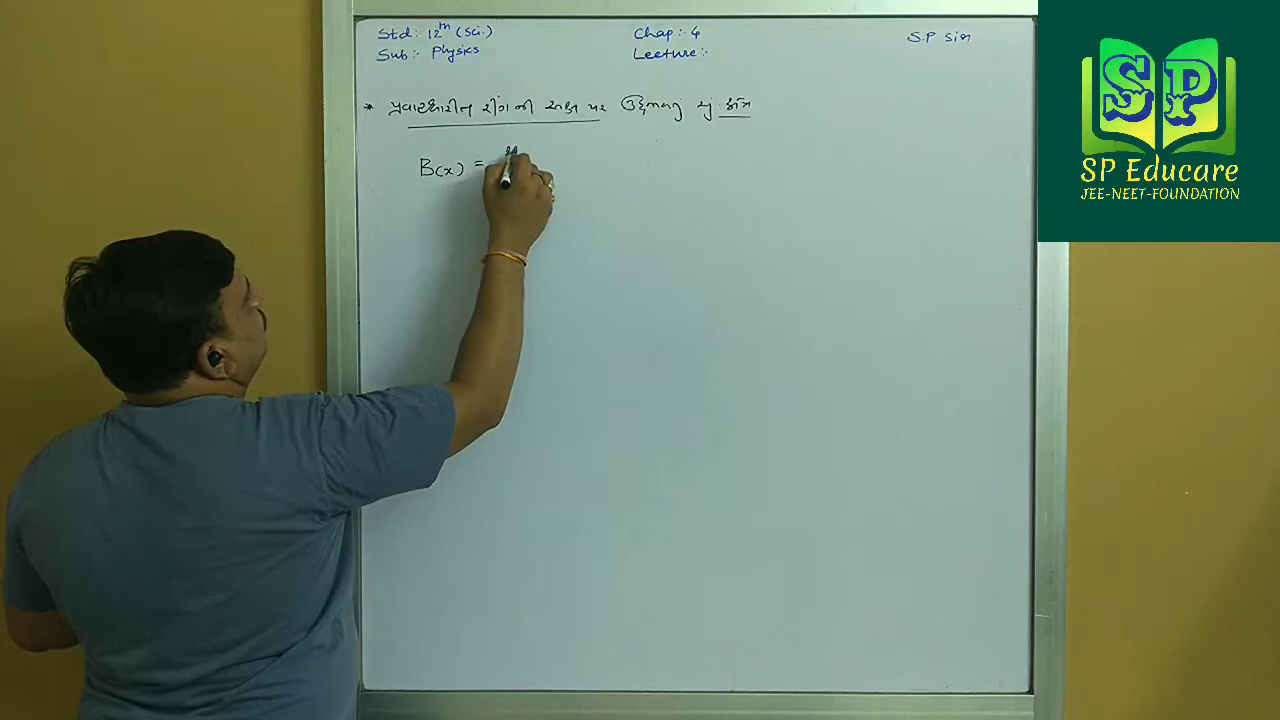 Std: 12th (Sci.)
Sub:- Physics
Chap:- 4
Lecture:-
S.P Sir
* પ્રવાહધારીત રીંગની અક્ષ પર ઉદ્દભવતું ચું. ક્ષેત્ર
B(x) =
SP
SP Educare
JEE-NEET-FOUNDATION